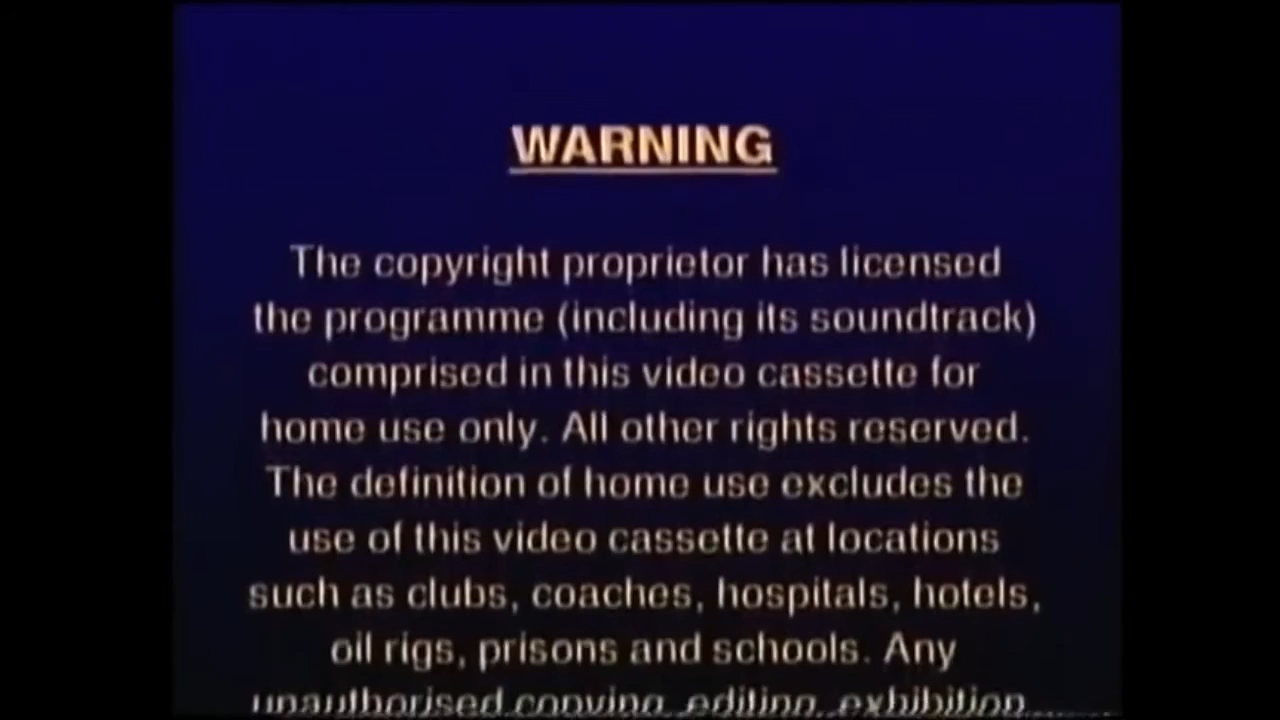 WARNING
The copyright proprietor has licensed
the programme (including its soundtrack)
comprised in this video cassette for
home use only. All other rights reserved.
The definition of home use excludes the
use of this video cassette at locations
such as clubs, coaches, hospitals, hotels,
oil rigs, prisons and schools. Any
unauthorised copying, editing, exhibition,